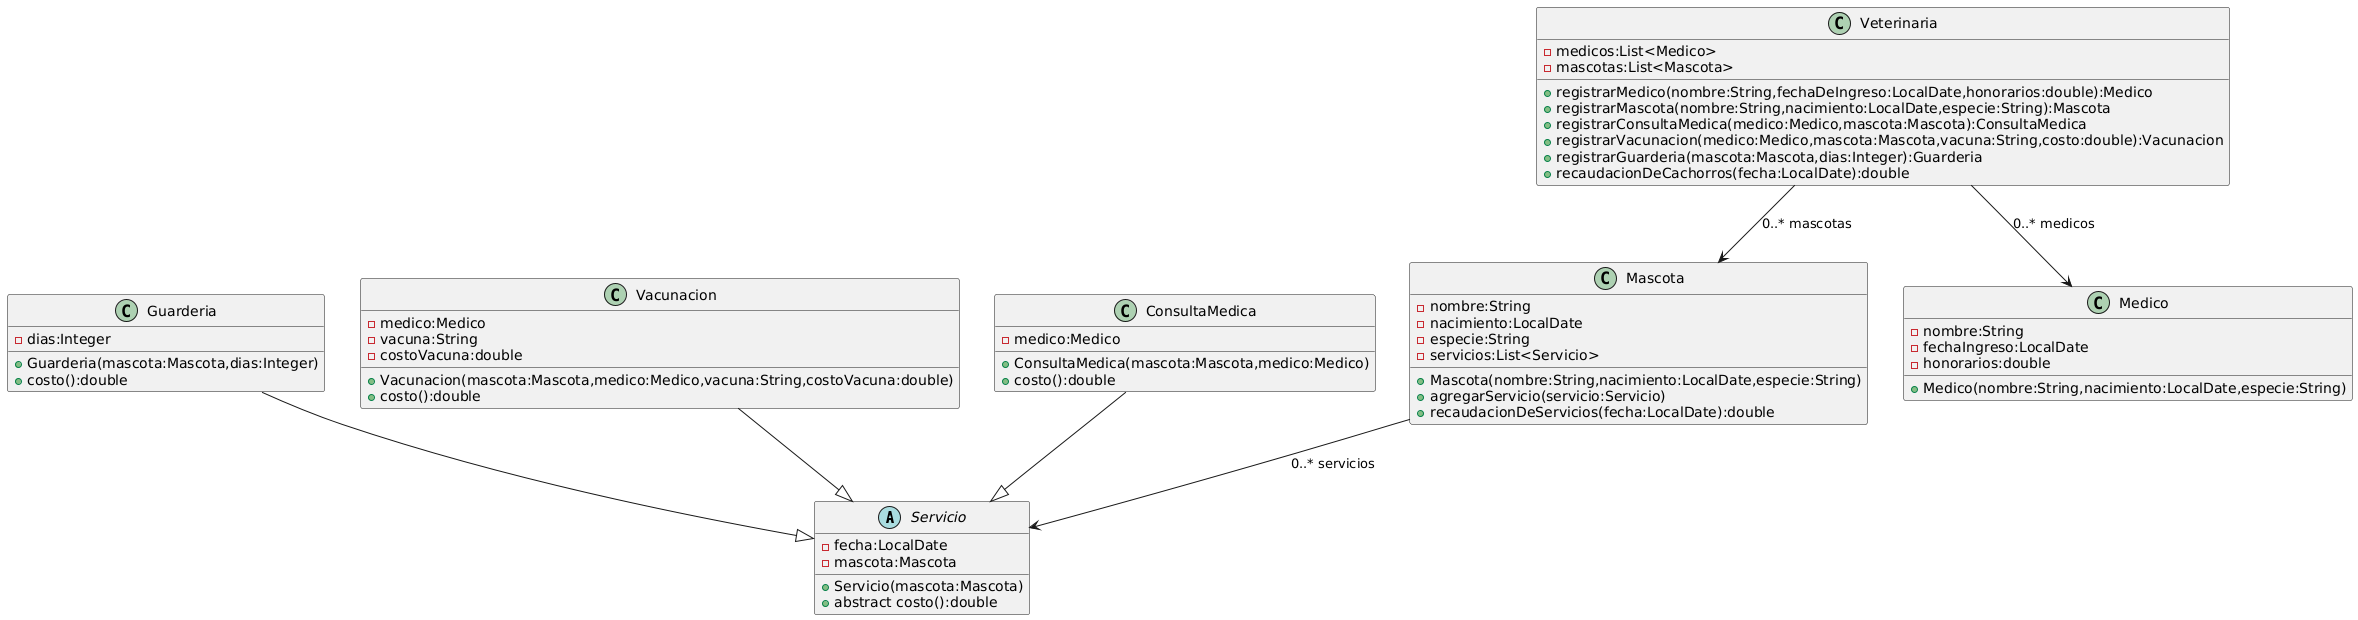 C Veterinaria
medicos:List<Medico>
mascotas:List<Mascota>
registrarMedico(nombre:String,fechaDeIngreso:LocalDate,honorarios:double):Medico
registrarMascota(nombre:String,nacimiento:LocalDate,especie:String):Mascota
registrarConsultaMedica(medico:Medico,mascota:Mascota):ConsultaMedica
registrarVacunacion(medico:Medico,mascota:Mascota,vacuna:String,costo:double):Vacunacion
registrarGuarderia(mascota:Mascota,dias:Integer):Guarderia
recaudacionDeCachorros(fecha:LocalDate):double
0..* mascotas
0..* medicos
C Guarderia
dias:Integer
Guarderia(mascota:Mascota,dias:Integer)
costo():double
C Vacunacion
medico:Medico
vacuna:String
costoVacuna:double
Vacunacion(mascota:Mascota,medico:Medico,vacuna:String,costoVacuna:double)
costo():double
C ConsultaMedica
medico:Medico
ConsultaMedica(mascota:Mascota,medico:Medico)
costo():double
C Mascota
nombre:String
nacimiento:LocalDate
especie:String
servicios:List<Servicio>
Mascota(nombre:String,nacimiento:LocalDate,especie:String)
agregarServicio(servicio:Servicio)
recaudacionDeServicios(fecha:LocalDate):double
C Medico
nombre:String
fechaIngreso:LocalDate
honorarios:double
Medico(nombre:String,nacimiento:LocalDate,especie:String)
0..* servicios
A Servicio
fecha:LocalDate
mascota:Mascota
Servicio(mascota:Mascota)
abstract costo():double